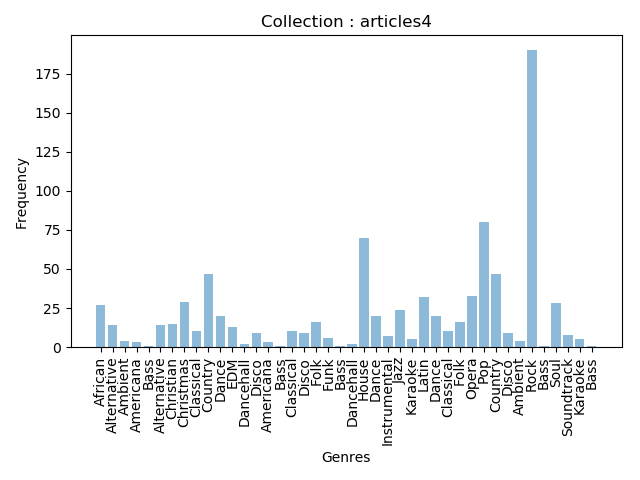 Collection : articles4
Frequency
175
150
125
100
75
50
25
0
African
Alternative
Ambient
Americana
Bass
Alternative
Christian
Christmas
Classical
Country
Dance
EDM
Dancehall
Disco
Americana
Bass
Classical
Disco
Folk
Funk
Bass
Dancehall
House
Dance
Instrumental
Jazz
Karaoke
Latin
Dance
Classical
Folk
Opera
Pop
Country
Disco
Ambient
Rock
Bass
Soul
Soundtrack
Karaoke
Bass
Genres